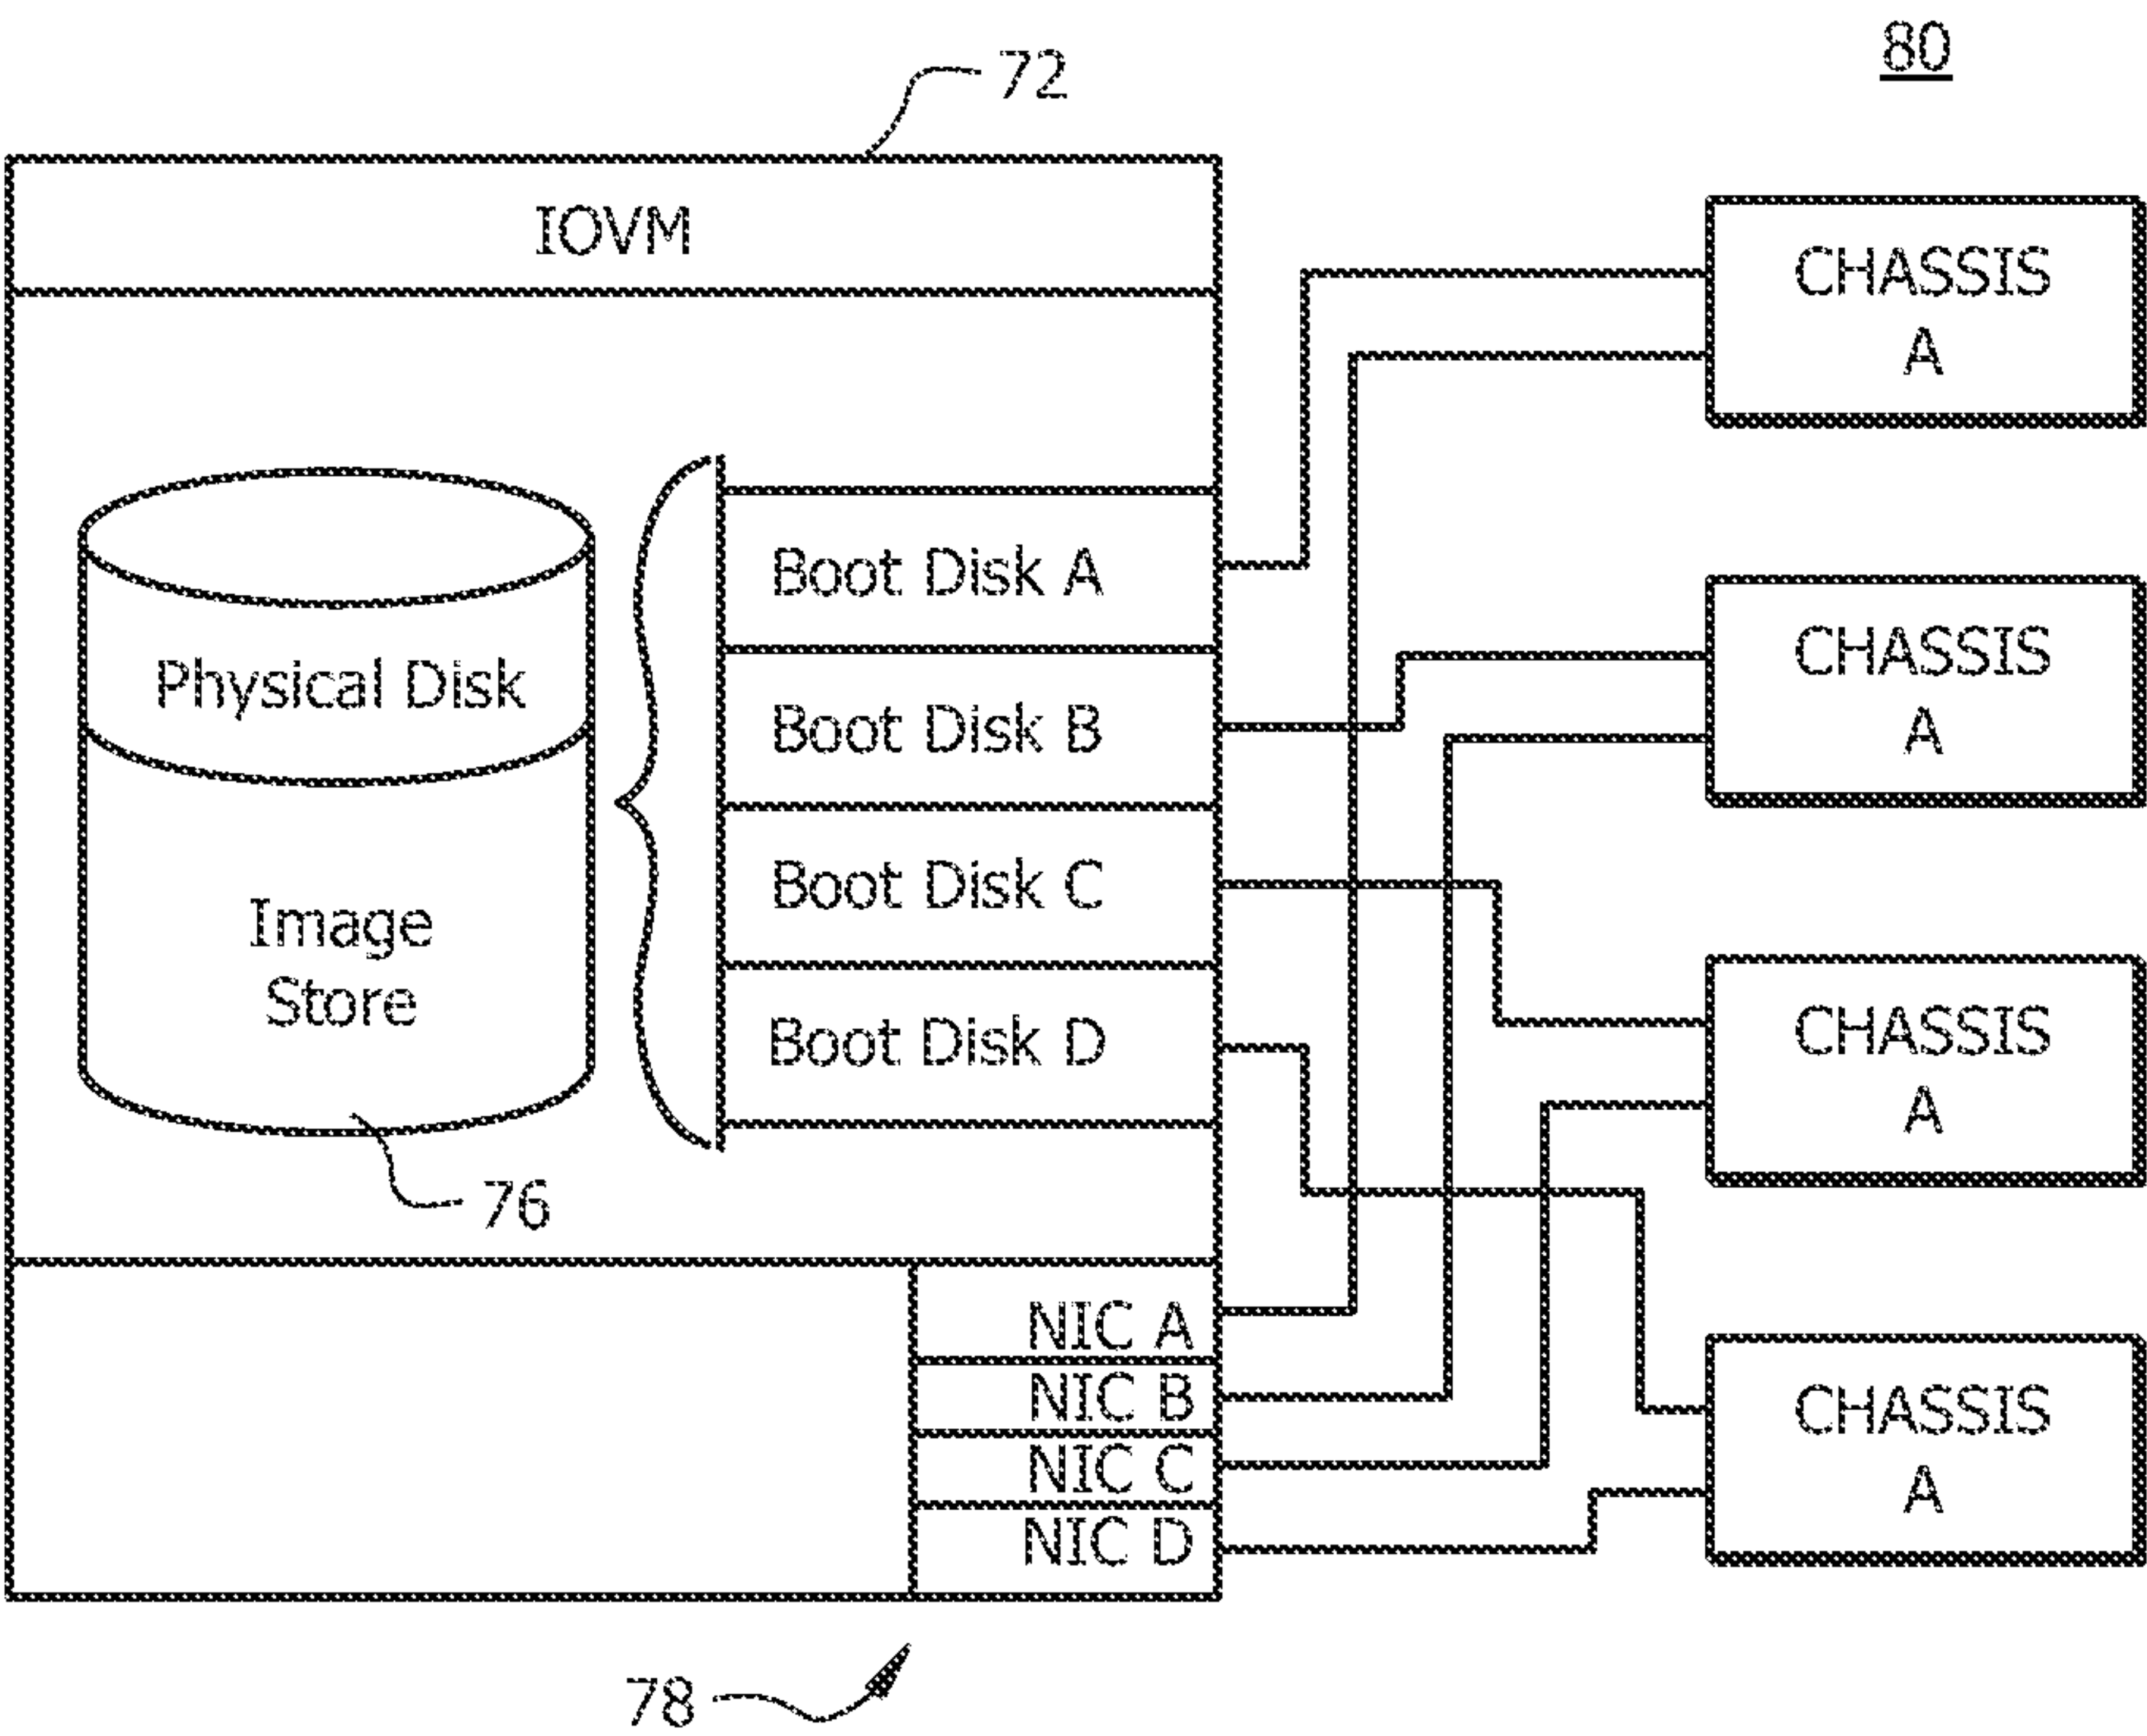 80
72
IOVM
CHASSIS
A
Boot Disk A
Physical Disk
CHASSIS
A
Boot Disk B
Boot Disk C
Image
Store
CHASSIS
A
Boot Disk D
76
NIC A
NIC B
NIC C
NIC D
CHASSIS
A
78